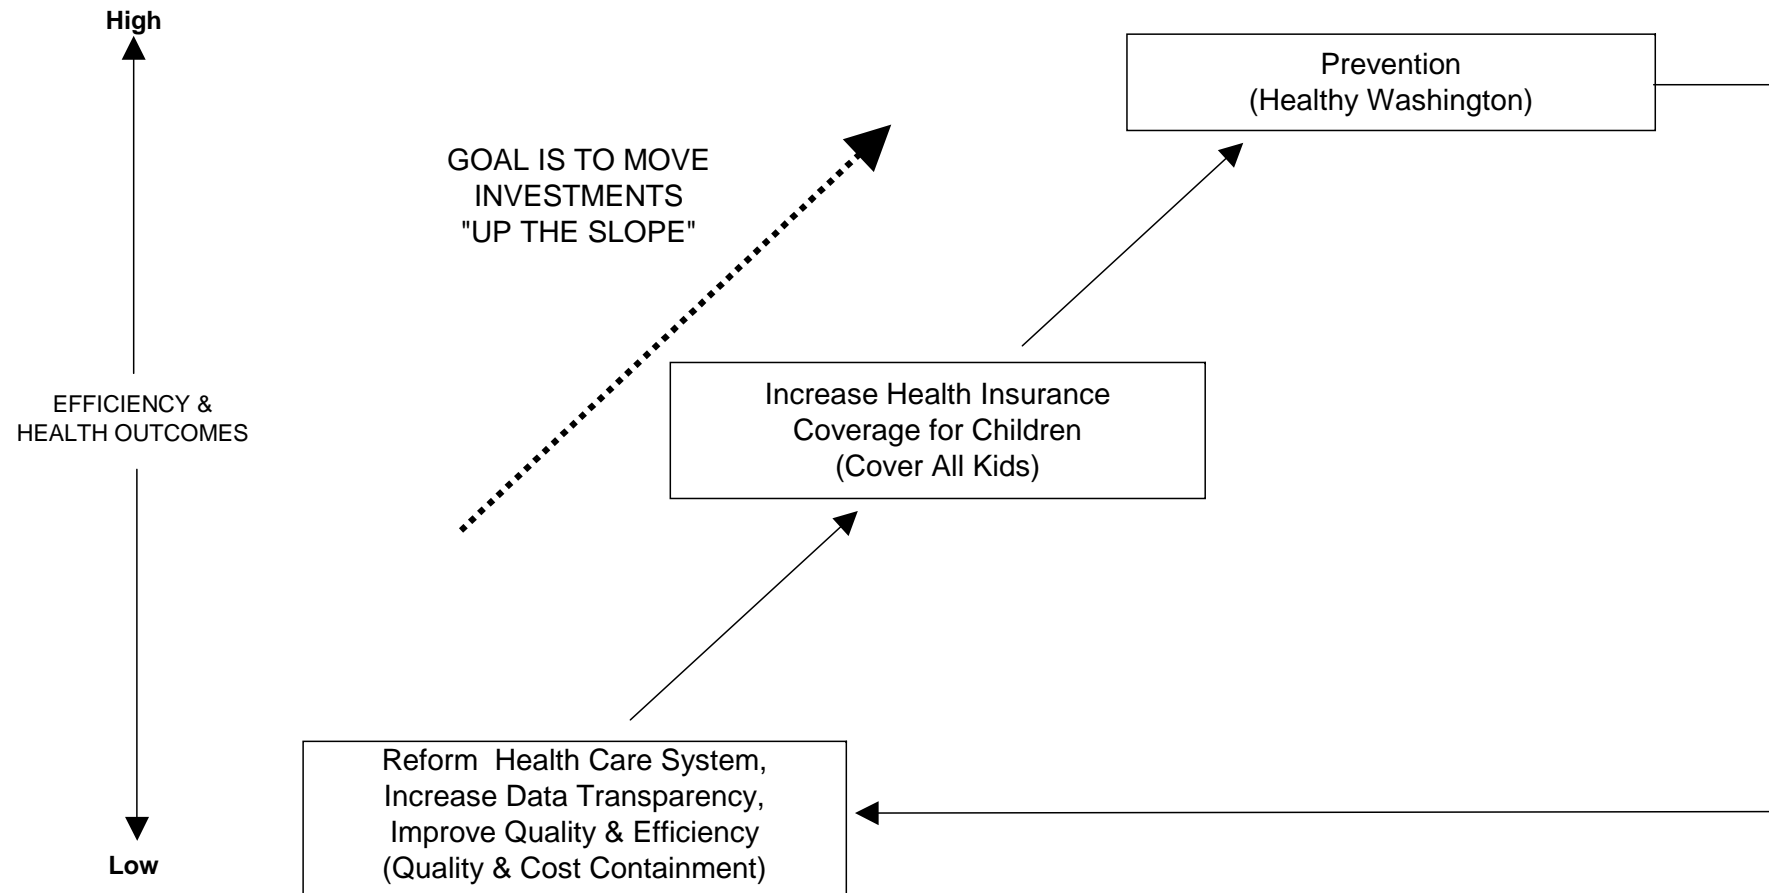 High
Prevention
(Healthy Washington)
GOAL IS TO MOVE
INVESTMENTS
"UP THE SLOPE"
EFFICIENCY &
HEALTH OUTCOMES
Increase Health Insurance
Coverage for Children
(Cover All Kids)
Reform  Health Care System,
Increase Data Transparency,
Improve Quality & Efficiency
(Quality & Cost Containment)
Low